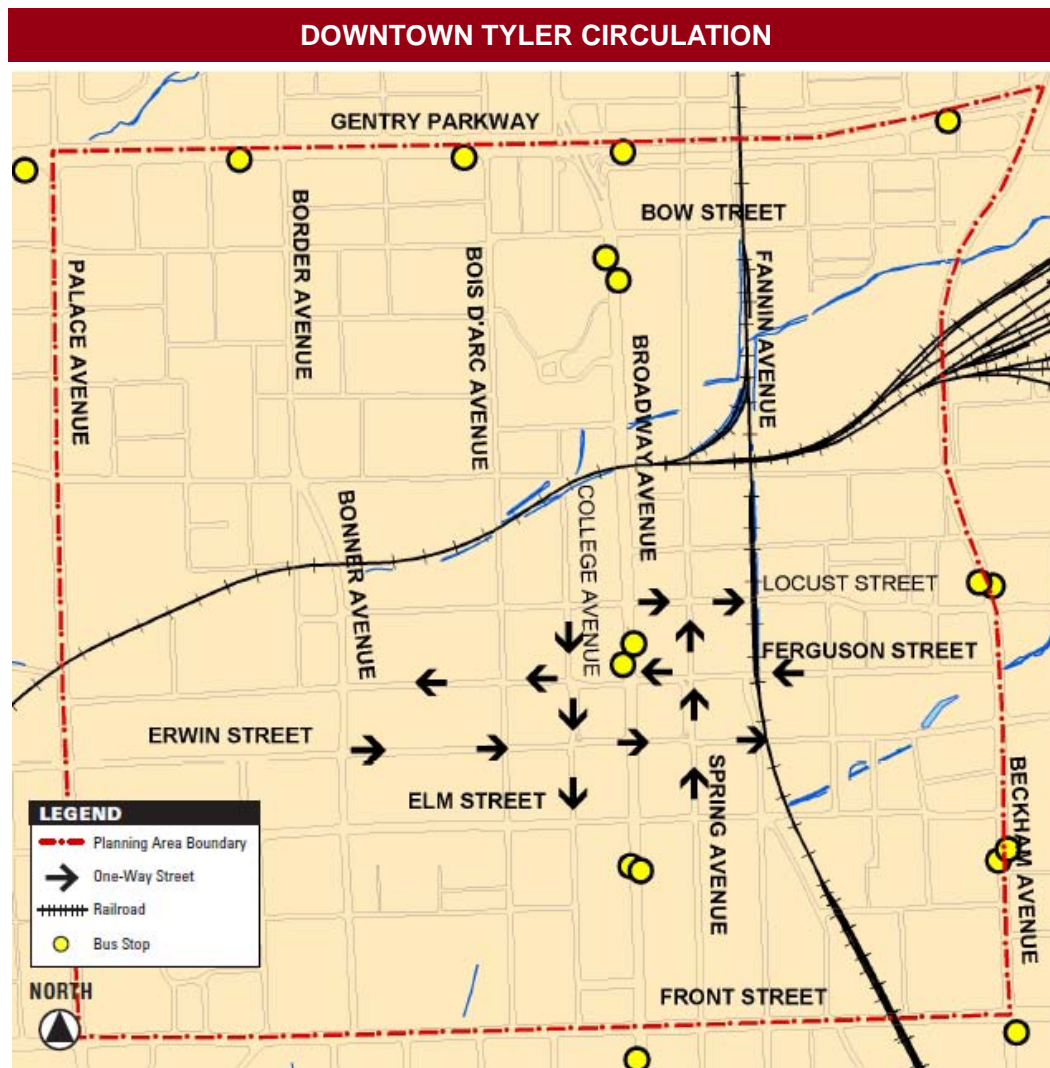 DOWNTOWN TYLER CIRCULATION
GENTRY PARKWAY
BOW STREET
PALACE AVENUE
BORDER AVENUE
BOIS D'ARC AVENUE
BROADWAY AVENUE
FANNIN AVENUE
BONNER AVENUE
COLLEGE AVENUE
LOCUST STREET
FERGUSON STREET
ERWIN STREET
ELM STREET
SPRING AVENUE
BECKHAM AVENUE
LEGEND
Planning Area Boundary
One-Way Street
Railroad
Bus Stop
NORTH
FRONT STREET